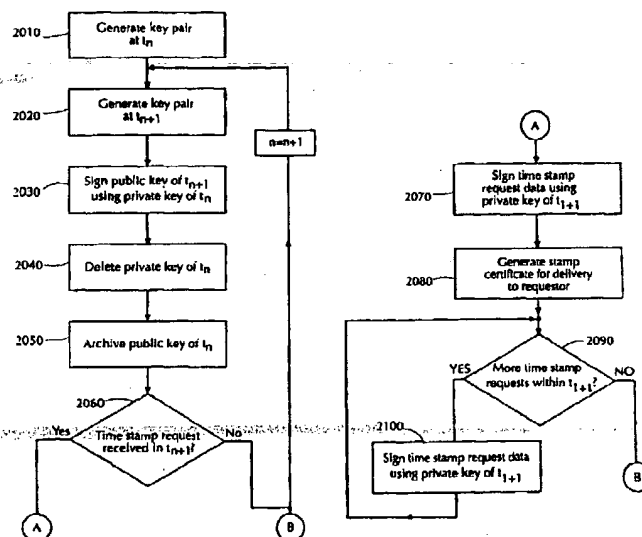 2010
Generate key pair
at tn
2020
Generate key pair
at tn+1
n=n+1
2030
Sign public key of tn+1
using private key of tn
2040
Delete private key of tn
2050
Archive public key of tn
2060
Yes
Time stamp request
received in tn+1?
No
A
B
A
2070
Sign time stamp
request data using
private key of t1+1
2080
Generate stamp
certificate for delivery
to requestor
2090
YES
More time stamp
requests within t1+1?
NO
2100
Sign time stamp request data
using private key of t1+1
B